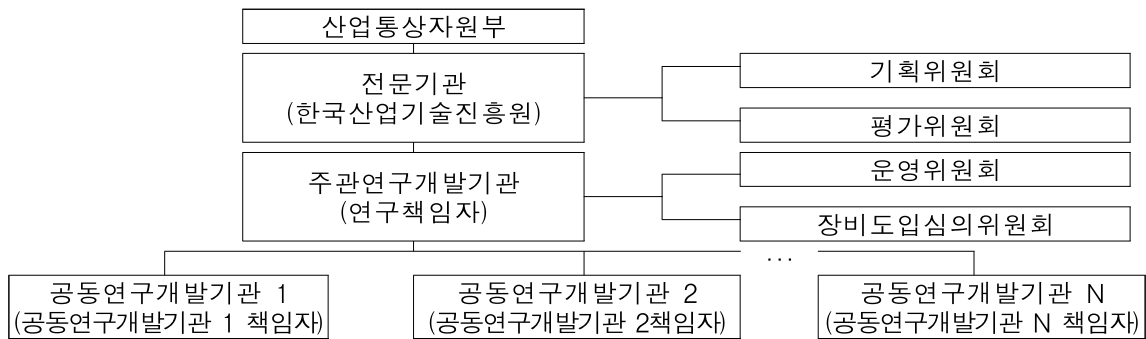 산업통상자원부
전문기관
(한국산업기술진흥원)
기획위원회
평가위원회
주관연구개발기관
(연구책임자)
운영위원회
장비도입심의위원회
...
공동연구개발기관 1
(공동연구개발기관 1 책임자)
공동연구개발기관 2
(공동연구개발기관 2책임자)
공동연구개발기관 N
(공동연구개발기관 N 책임자)